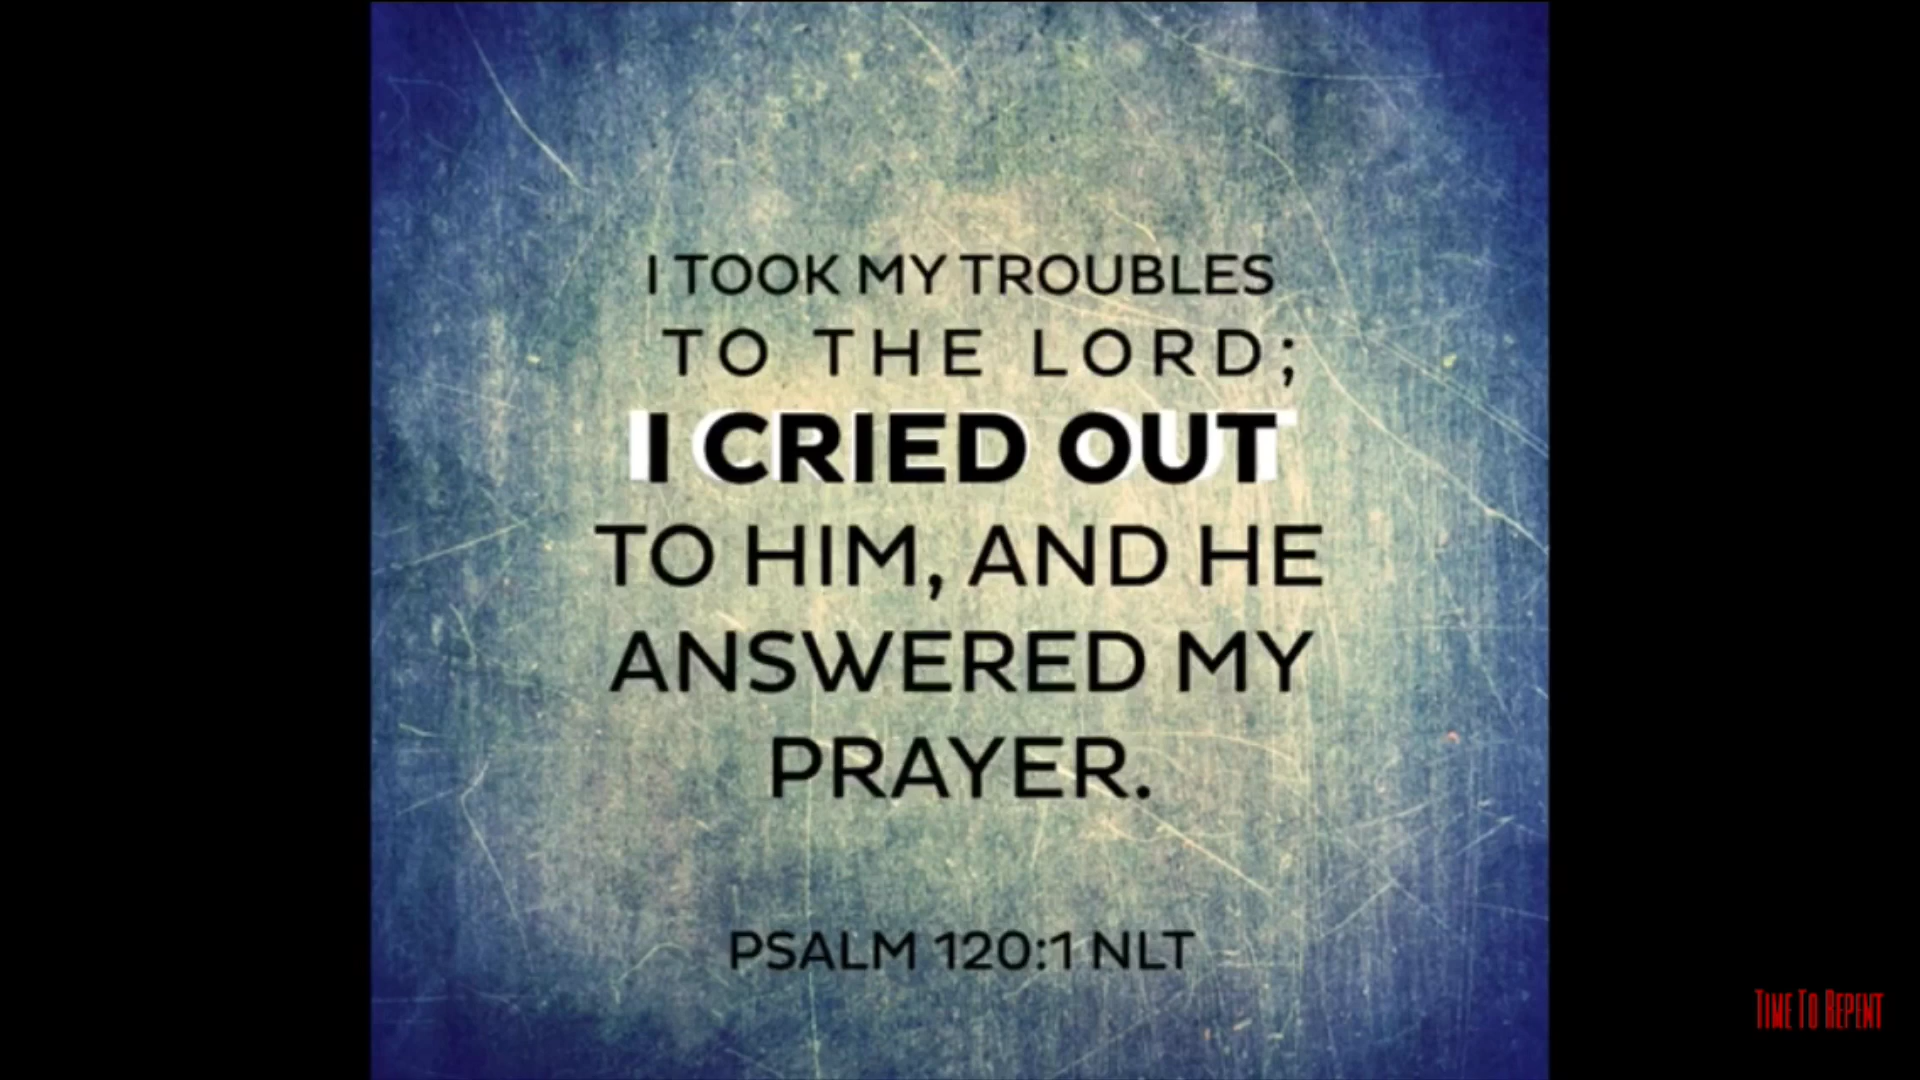 I TOOK MY TROUBLES
TO THE LORD;
I CRIED OUT
TO HIM, AND HE
ANSWERED MY
PRAYER.
PSALM 120:1 NLT
TIME TO REPENT